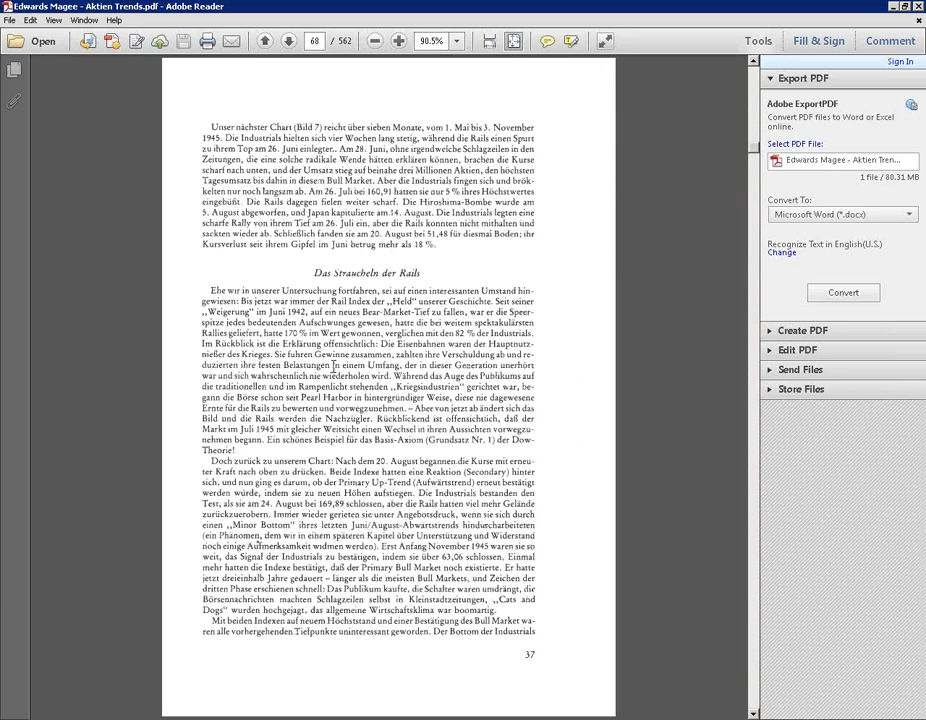 Edwards Magee - Aktien Trends.pdf - Adobe Reader
File Edit View Window Help
Open 68 / 562 90.5% Tools Fill & Sign Comment
Sign In
Export PDF
Adobe ExportPDF
Convert PDF files to Word or Excel
online.
Select PDF File:
Edwards Magee - Aktien Tren...
1 file / 80.31 MB
Convert To:
Microsoft Word (*.docx)
Recognize Text in English(U.S.)
Change
Convert
Create PDF
Edit PDF
Send Files
Store Files
Unser nächster Chart (Bild 7) reicht über sieben Monate, vom 1. Mai bis 3. November
1945. Die Industrials hielten sich vier Wochen lang stetig, während die Rails einen Spurt
zu ihrem Top am 26. Juni einlegter.. Am 28. Juni, ohne irgendwelche Schlagzeilen in den
Zeitungen, die eine solche radikale Wende hätten erklären können, brachen die Kurse
scharf nach unten, und der Umsatz stieg auf beinahe drei Millionen Aktien, den höchsten
Tagesumsatz bis dahin in diesem Bull Market. Aber die Industrials fingen sich und brök-
kelten nur noch langsam ab. Am 26. Juli bei 160,91 hatten sie nur 5 % ihres Höchstwertes
eingebüßt. Die Rails dagegen fielen weiter scharf. Die Hiroshima-Bombe wurde am
5. August abgeworfen, und Japan kapitulierte am 14. August. Die Industrials legten eine
scharfe Rally von ihrem Tief am 26. Juli ein, aber die Rails konnten nicht mithalten und
sackten wieder ab. Schließlich fanden sie am 20. August bei 51,48 für diesmal Boden; ihr
Kursverlust seit ihrem Gipfel im Juni betrug mehr als 18 %.
Das Straucheln der Rails
Ehe wir in unserer Untersuchung fortfahren, sei auf einen interessanten Umstand hin-
gewiesen: Bis jetzt war immer der Rail Index der ,,Held" unserer Geschichte. Seit seiner
,,Weigerung" im Juni 1942, auf ein neues Bear-Market-Tief zu fallen, war er die Speer-
spitze jedes bedeutenden Aufschwunges gewesen, hatte die bei weitem spektakulärsten
Rallies geliefert, hatte 170 % im Wert gewonnen, verglichen mit den 82 % der Industrials.
Im Rückblick ist die Erklärung offensichtlich: Die Eisenbahnen waren der Hauptnutz-
nießer des Krieges. Sie fuhren Gewinne zusammen, zahlten ihre Verschuldung ab und re-
duzierten ihre festen Belastungen in einem Umfang, der in dieser Generation unerhört
war und sich wahrscheinlich nie wiederholen wird. Während das Auge des Publikums auf
die traditionellen und im Rampenlicht stehenden ,,Kriegsindustrien" gerichtet war, be-
gann die Börse schon seit Pearl Harbor in hintergründiger Weise, diese nie dagewesene
Ernte für die Rails zu bewerten und vorwegzunehmen. – Aber von jetzt ab ändert sich das
Bild und die Rails werden die Nachzügler. Rückblickend ist offensichtlich, daß der
Markt im Juli 1945 mit gleicher Weitsicht einen Wechsel in ihren Aussichten vorwegzu-
nehmen begann. Ein schönes Beispiel für das Basis-Axiom (Grundsatz Nr. 1) der Dow-
Theorie!
Doch zurück zu unserem Chart: Nach dem 20. August begannen die Kurse mit erneu-
ter Kraft nach oben zu drücken. Beide Indexe hatten eine Reaktion (Secondary) hinter
sich, und nun ging es darum, ob der Primary Up-Trend (Aufwärtstrend) erneut bestätigt
werden würde, indem sie zu neuen Höhen aufstiegen. Die Industrials bestanden den
Test, als sie am 24. August bei 169,89 schlossen, aber die Rails hatten viel mehr Gelände
zurückzuerobern. Immer wieder gerieten sie unter Angebotsdruck, wenn sie sich durch
einen ,,Minor Bottom" ihres letzten Juni/August-Abwärtstrends hindurcharbeiteten
(ein Phänomen, dem wir in einem späteren Kapitel über Unterstützung und Widerstand
noch einige Aufmerksamkeit widmen werden). Erst Anfang November 1945 waren sie so
weit, das Signal der Industrials zu bestätigen, indem sie über 63,06 schlossen. Einmal
mehr hatten die Indexe bestätigt, daß der Primary Bull Market noch existierte. Er hatte
jetzt dreieinhalb Jahre gedauert – länger als die meisten Bull Markets, und Zeichen der
dritten Phase erschienen schnell: Das Publikum kaufte, die Schalter waren umdrängt, die
Börsennachrichten machten Schlagzeilen selbst in Kleinstadtzeitungen, ,,Cats and
Dogs" wurden hochgejagt, das allgemeine Wirtschaftsklima war boomartig.
Mit beiden Indexen auf neuem Höchststand und einer Bestätigung des Bull Market wa-
ren alle vorhergehenden Tiefpunkte uninteressant geworden. Der Bottom der Industrials
37